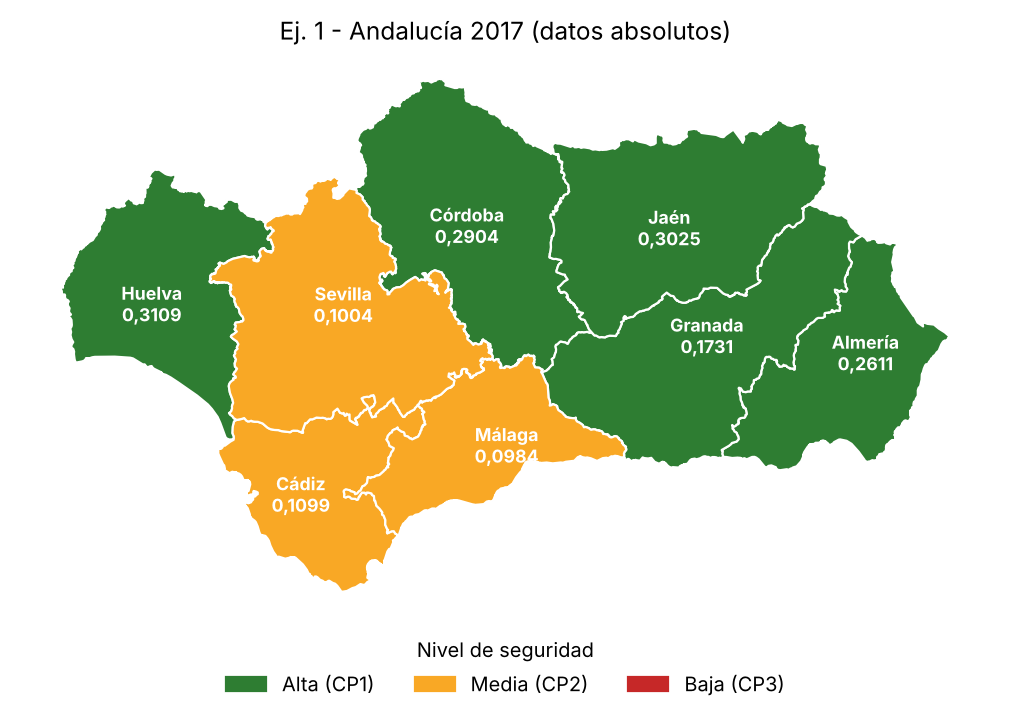 Ej. 1 - Andalucía 2017 (datos absolutos)
Córdoba
0,2904
Jaén
0,3025
Huelva
0,3109
Sevilla
0,1004
Granada
0,1731
Almería
0,2611
Málaga
0,0984
Cádiz
0,1099
Nivel de seguridad
Alta (CP1)
Media (CP2)
Baja (CP3)